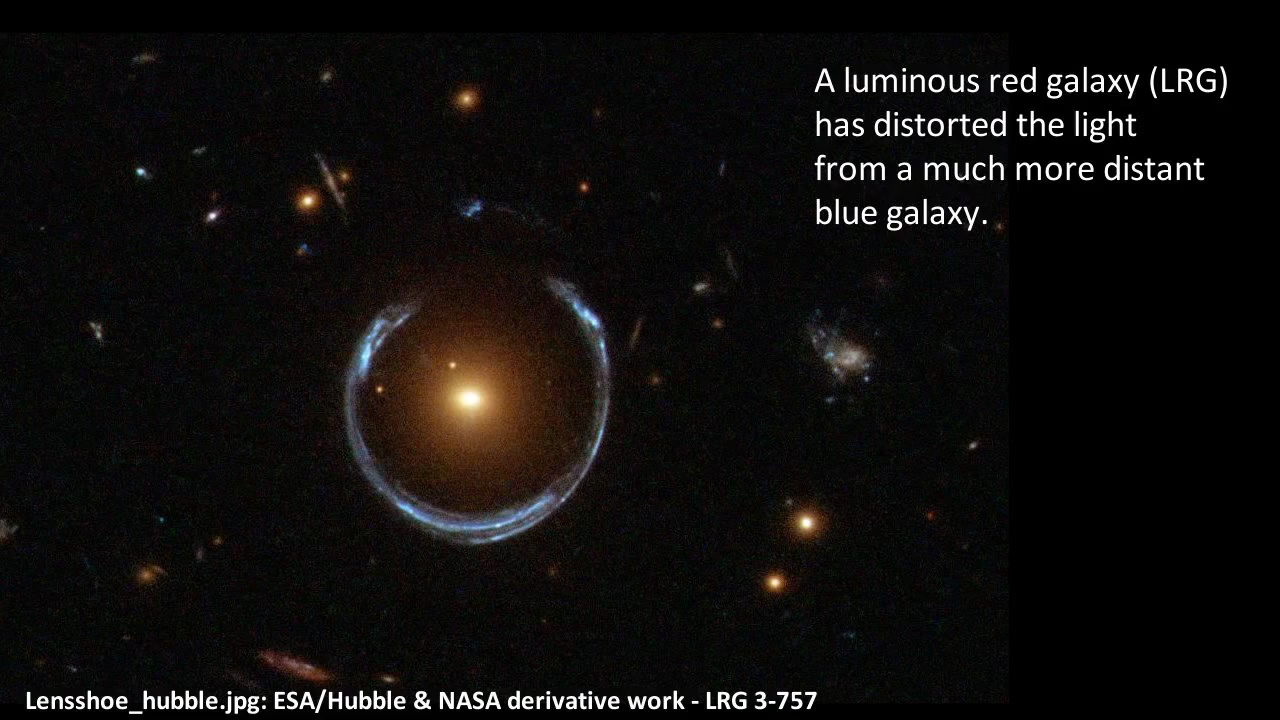 A luminous red galaxy (LRG)
has distorted the light
from a much more distant
blue galaxy.
Lensshoe_hubble.jpg: ESA/Hubble & NASA derivative work - LRG 3-757